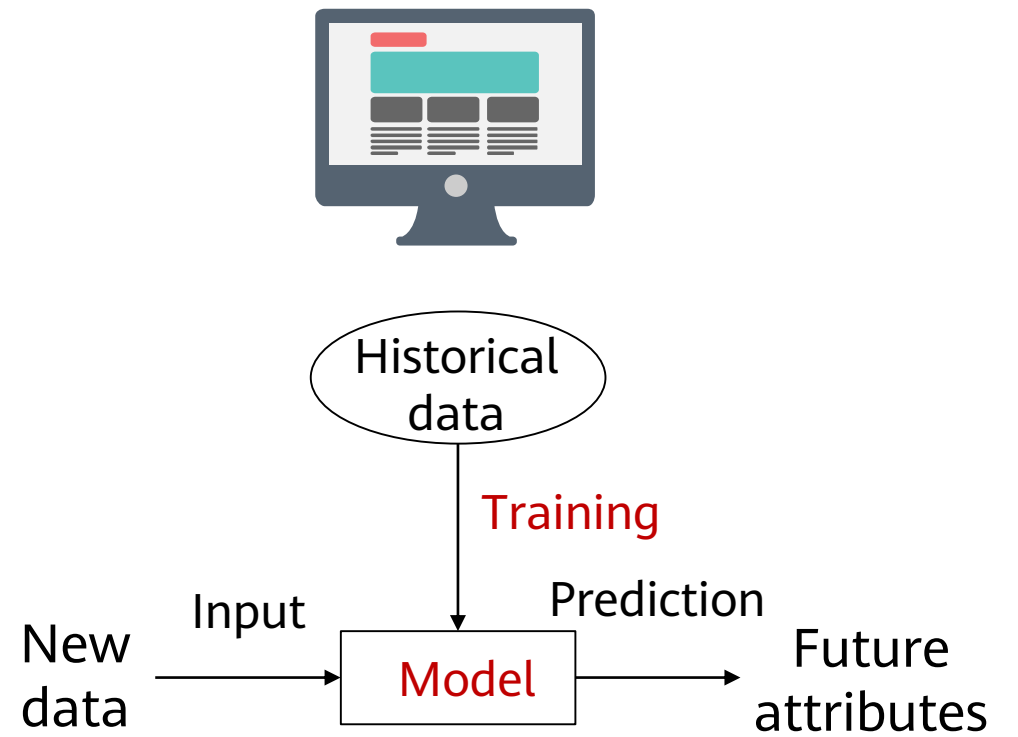 Historical
data
Training
Input
Prediction
New
data
Model
Future
attributes